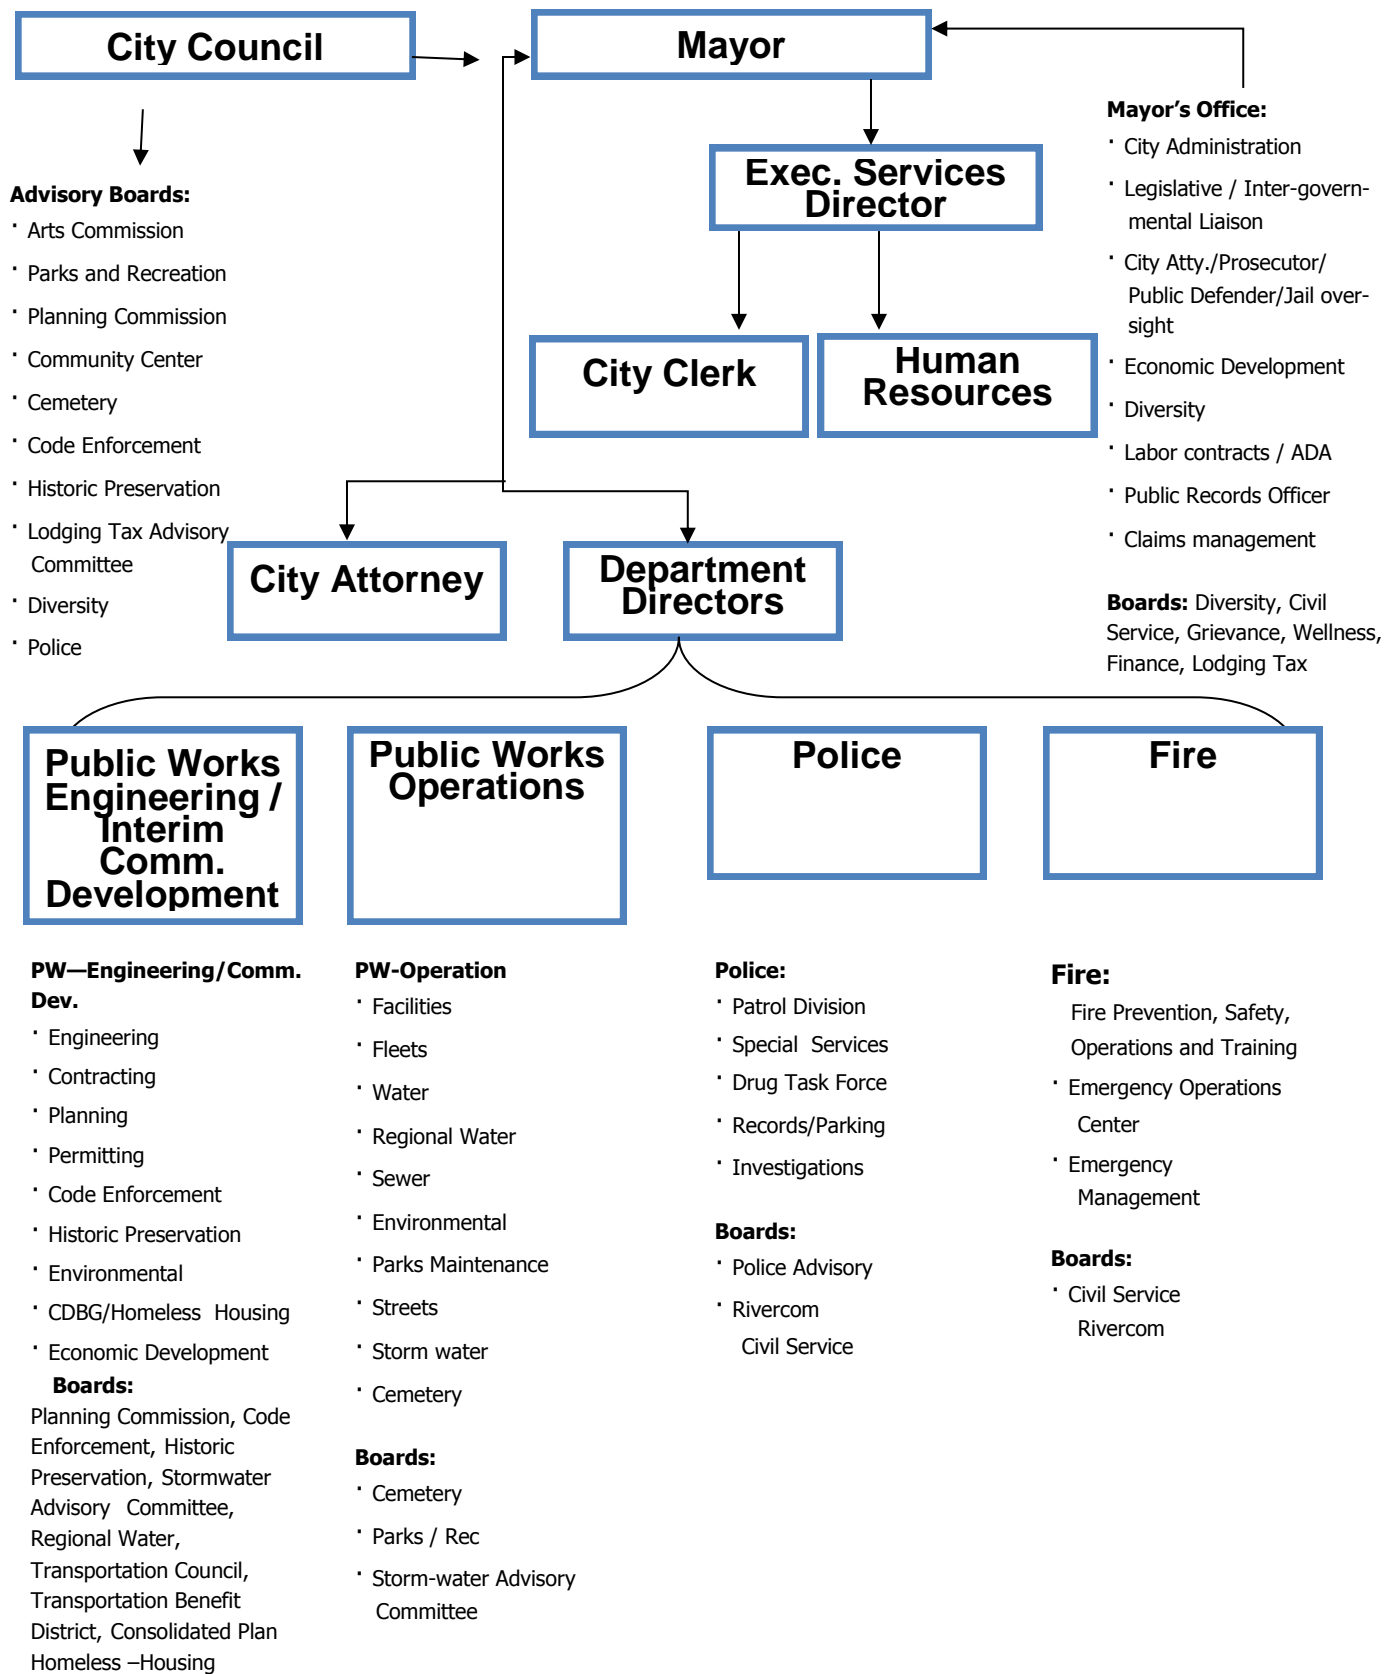 City Council
Mayor
Mayor’s Office:
· City Administration
· Legislative / Inter-govern-
mental Liaison
· City Atty./Prosecutor/
Public Defender/Jail over-
sight
· Economic Development
· Diversity
· Labor contracts / ADA
· Public Records Officer
· Claims management
Boards: Diversity, Civil
Service, Grievance, Wellness,
Finance, Lodging Tax
Exec. Services
Director
City Clerk
Human
Resources
Advisory Boards:
· Arts Commission
· Parks and Recreation
· Planning Commission
· Community Center
· Cemetery
· Code Enforcement
· Historic Preservation
· Lodging Tax Advisory
Committee
· Diversity
· Police
City Attorney
Department
Directors
Public Works
Engineering /
Interim
Comm.
Development
Public Works
Operations
Police
Fire
PW—Engineering/Comm.
Dev.
· Engineering
· Contracting
· Planning
· Permitting
· Code Enforcement
· Historic Preservation
· Environmental
· CDBG/Homeless Housing
· Economic Development
Boards:
Planning Commission, Code
Enforcement, Historic
Preservation, Stormwater
Advisory Committee,
Regional Water,
Transportation Council,
Transportation Benefit
District, Consolidated Plan
Homeless –Housing
PW-Operation
· Facilities
· Fleets
· Water
· Regional Water
· Sewer
· Environmental
· Parks Maintenance
· Streets
· Storm water
· Cemetery
Boards:
· Cemetery
· Parks / Rec
· Storm-water Advisory
Committee
Police:
· Patrol Division
· Special Services
· Drug Task Force
· Records/Parking
· Investigations
Boards:
· Police Advisory
· Rivercom
Civil Service
Fire:
Fire Prevention, Safety,
Operations and Training
· Emergency Operations
Center
· Emergency
Management
Boards:
· Civil Service
Rivercom